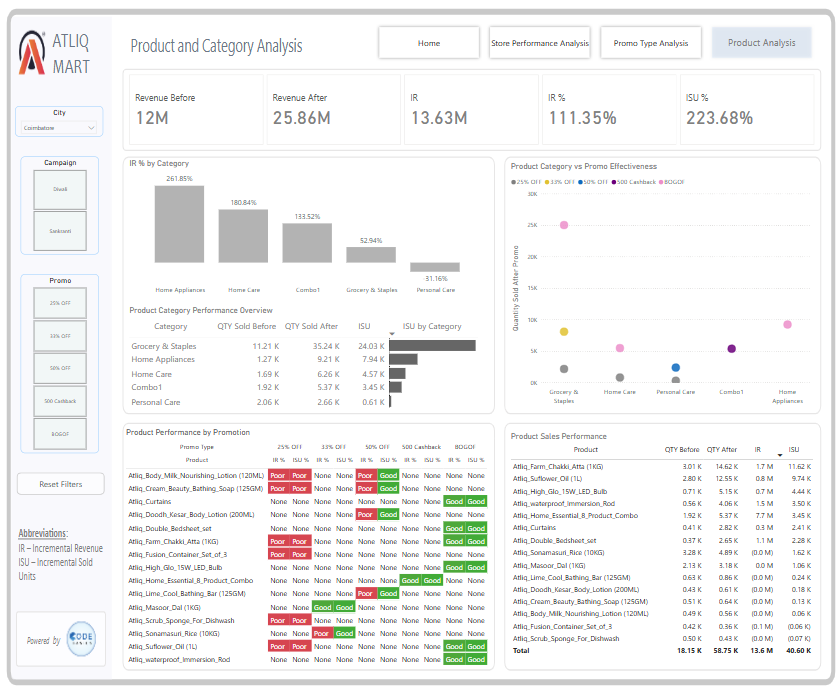 ATLIQ
MART
Product and Category Analysis
Home
Store Performance Analysis
Promo Type Analysis
Product Analysis
City
Coimbatore
Campaign
Diwali
Sankranti
Promo
25% OFF
33% OFF
50% OFF
500 Cashback
BOGOF
Reset Filters
Abbreviations:
IR – Incremental Revenue
ISU – Incremental Sold
Units
Powered by
CODE
BASICS
Revenue Before
12M
Revenue After
25.86M
IR
13.63M
IR %
111.35%
ISU %
223.68%
IR % by Category
261.85%
180.84%
133.52%
52.94%
-31.16%
Home Appliances Home Care Combo1 Grocery & Staples Personal Care
Product Category Performance Overview
Category QTY Sold Before QTY Sold After ISU ISU by Category
Grocery & Staples 11.21 K 35.24 K 24.03 K
Home Appliances 1.27 K 9.21 K 7.94 K
Home Care 1.69 K 6.26 K 4.57 K
Combo1 1.92 K 5.37 K 3.45 K
Personal Care 2.06 K 2.66 K 0.61 K
Product Category vs Promo Effectiveness
25% OFF 33% OFF 50% OFF 500 Cashback BOGOF
Quantity Sold After Promo
30K
25K
20K
15K
10K
5K
0K
Grocery &
Staples
Home Care
Personal Care
Combo1
Home
Appliances
Product Performance by Promotion
Promo Type 25% OFF 33% OFF 50% OFF 500 Cashback BOGOF
Product IR % ISU % IR % ISU % IR % ISU % IR % ISU % IR % ISU %
Atliq_Body_Milk_Nourishing_Lotion (120ML) Poor Poor None None Poor Good None None None None
Atliq_Cream_Beauty_Bathing_Soap (125GM) Poor Poor None None Poor Good None None None None
Atliq_Curtains None None None None None None None None Good Good
Atliq_Doodh_Kesar_Body_Lotion (200ML) None None None None Poor Good None None None None
Atliq_Double_Bedsheet_set None None None None None None None None Good Good
Atliq_Farm_Chakki_Atta (1KG) Poor Poor None None None None None None Good Good
Atliq_Fusion_Container_Set_of_3 Poor Poor None None None None None None None None
Atliq_High_Glo_15W_LED_Bulb None None None None None None None None Good Good
Atliq_Home_Essential_8_Product_Combo None None None None None None Good Good None None
Atliq_Lime_Cool_Bathing_Bar (125GM) None None None None Poor Good None None None None
Atliq_Masoor_Dal (1KG) None None Good Good None None None None None None
Atliq_Scrub_Sponge_For_Dishwash Poor Poor None None None None None None None None
Atliq_Sonamasuri_Rice (10KG) None None Poor Good None None None None None None
Atliq_Suflower_Oil (1L) Poor Poor None None None None None None Good Good
Atliq_waterproof_Immersion_Rod None None None None None None None None Good Good
Product Sales Performance
Product QTY Before QTY After IR ISU
Atliq_Farm_Chakki_Atta (1KG) 3.01 K 14.62 K 1.7 M 11.62 K
Atliq_Suflower_Oil (1L) 2.80 K 12.55 K 0.8 M 9.74 K
Atliq_High_Glo_15W_LED_Bulb 0.71 K 5.15 K 0.7 M 4.44 K
Atliq_waterproof_Immersion_Rod 0.56 K 4.06 K 1.5 M 3.50 K
Atliq_Home_Essential_8_Product_Combo 1.92 K 5.37 K 7.7 M 3.45 K
Atliq_Curtains 0.41 K 2.82 K 0.3 M 2.41 K
Atliq_Double_Bedsheet_set 0.37 K 2.65 K 1.1 M 2.28 K
Atliq_Sonamasuri_Rice (10KG) 3.28 K 4.89 K (0.0 M) 1.62 K
Atliq_Masoor_Dal (1KG) 2.13 K 3.18 K 0.0 M 1.06 K
Atliq_Lime_Cool_Bathing_Bar (125GM) 0.63 K 0.86 K (0.0 M) 0.24 K
Atliq_Doodh_Kesar_Body_Lotion (200ML) 0.43 K 0.61 K (0.0 M) 0.18 K
Atliq_Cream_Beauty_Bathing_Soap (125GM) 0.51 K 0.64 K (0.0 M) 0.13 K
Atliq_Body_Milk_Nourishing_Lotion (120ML) 0.49 K 0.56 K (0.0 M) 0.06 K
Atliq_Fusion_Container_Set_of_3 0.42 K 0.36 K (0.1 M) (0.06 K)
Atliq_Scrub_Sponge_For_Dishwash 0.50 K 0.43 K (0.0 M) (0.07 K)
Total 18.15 K 58.75 K 13.6 M 40.60 K